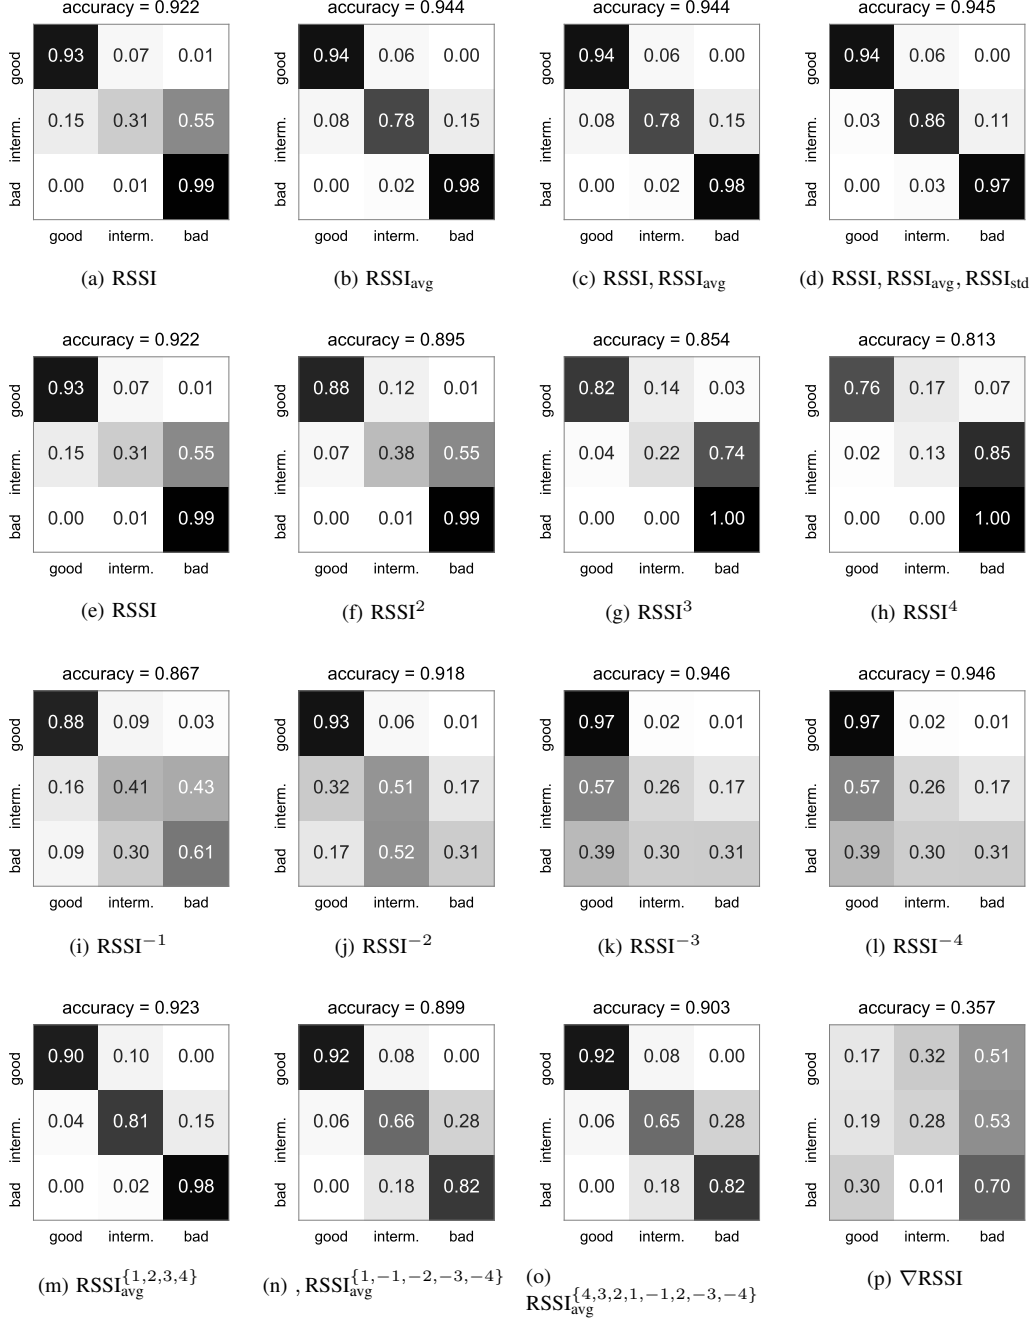 accuracy = 0.922 accuracy = 0.944 accuracy = 0.944 accuracy = 0.945
good 0.93 0.07 0.01 good 0.94 0.06 0.00 good 0.94 0.06 0.00 good 0.94 0.06 0.00
interm. 0.15 0.31 0.55 interm. 0.08 0.78 0.15 interm. 0.08 0.78 0.15 interm. 0.03 0.86 0.11
bad 0.00 0.01 0.99 bad 0.00 0.02 0.98 bad 0.00 0.02 0.98 bad 0.00 0.03 0.97
good interm. bad good interm. bad good interm. bad good interm. bad
(a) RSSI (b) RSSI_avg (c) RSSI, RSSI_avg (d) RSSI, RSSI_avg, RSSI_std
accuracy = 0.922 accuracy = 0.895 accuracy = 0.854 accuracy = 0.813
good 0.93 0.07 0.01 good 0.88 0.12 0.01 good 0.82 0.14 0.03 good 0.76 0.17 0.07
interm. 0.15 0.31 0.55 interm. 0.07 0.38 0.55 interm. 0.04 0.22 0.74 interm. 0.02 0.13 0.85
bad 0.00 0.01 0.99 bad 0.00 0.01 0.99 bad 0.00 0.00 1.00 bad 0.00 0.00 1.00
good interm. bad good interm. bad good interm. bad good interm. bad
(e) RSSI (f) RSSI^2 (g) RSSI^3 (h) RSSI^4
accuracy = 0.867 accuracy = 0.918 accuracy = 0.946 accuracy = 0.946
good 0.88 0.09 0.03 good 0.93 0.06 0.01 good 0.97 0.02 0.01 good 0.97 0.02 0.01
interm. 0.16 0.41 0.43 interm. 0.32 0.51 0.17 interm. 0.57 0.26 0.17 interm. 0.57 0.26 0.17
bad 0.09 0.30 0.61 bad 0.17 0.52 0.31 bad 0.39 0.30 0.31 bad 0.39 0.30 0.31
good interm. bad good interm. bad good interm. bad good interm. bad
(i) RSSI^−1 (j) RSSI^−2 (k) RSSI^−3 (l) RSSI^−4
accuracy = 0.923 accuracy = 0.899 accuracy = 0.903 accuracy = 0.357
good 0.90 0.10 0.00 good 0.92 0.08 0.00 good 0.92 0.08 0.00 good 0.17 0.32 0.51
interm. 0.04 0.81 0.15 interm. 0.06 0.66 0.28 interm. 0.06 0.65 0.28 interm. 0.19 0.28 0.53
bad 0.00 0.02 0.98 bad 0.00 0.18 0.82 bad 0.00 0.18 0.82 bad 0.30 0.01 0.70
good interm. bad good interm. bad good interm. bad good interm. bad
(m) RSSI_avg^{1,2,3,4} (n) , RSSI_avg^{1,−1,−2,−3,−4} (o) (p) ∇RSSI
RSSI_avg^{4,3,2,1,−1,2,−3,−4}